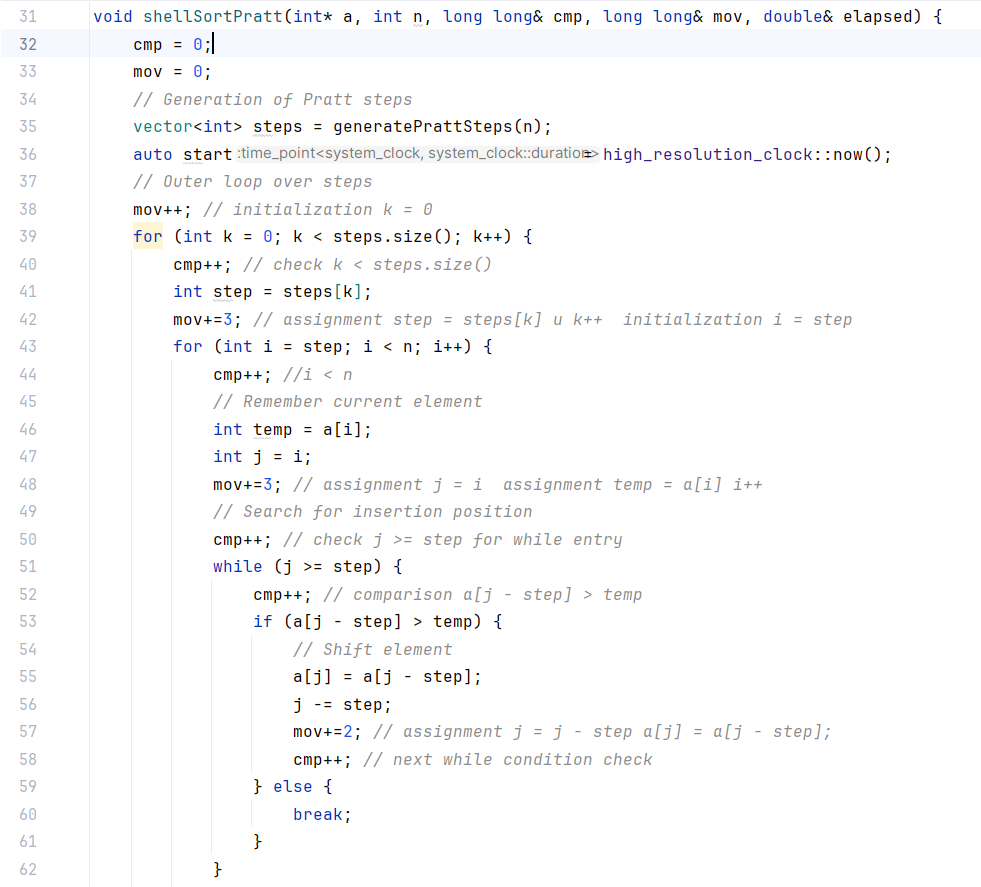 31 void shellSortPratt(int* a, int n, long long& cmp, long long& mov, double& elapsed) {
32 cmp = 0;
33 mov = 0;
34 // Generation of Pratt steps
35 vector<int> steps = generatePrattSteps(n);
36 auto start :time_point<system_clock, system_clock::duration> = high_resolution_clock::now();
37 // Outer loop over steps
38 mov++; // initialization k = 0
39 for (int k = 0; k < steps.size(); k++) {
40 cmp++; // check k < steps.size()
41 int step = steps[k];
42 mov+=3; // assignment step = steps[k] u k++  initialization i = step
43 for (int i = step; i < n; i++) {
44 cmp++; //i < n
45 // Remember current element
46 int temp = a[i];
47 int j = i;
48 mov+=3; // assignment j = i  assignment temp = a[i] i++
49 // Search for insertion position
50 cmp++; // check j >= step for while entry
51 while (j >= step) {
52 cmp++; // comparison a[j - step] > temp
53 if (a[j - step] > temp) {
54 // Shift element
55 a[j] = a[j - step];
56 j -= step;
57 mov+=2; // assignment j = j - step a[j] = a[j - step];
58 cmp++; // next while condition check
59 } else {
60 break;
61 }
62 }